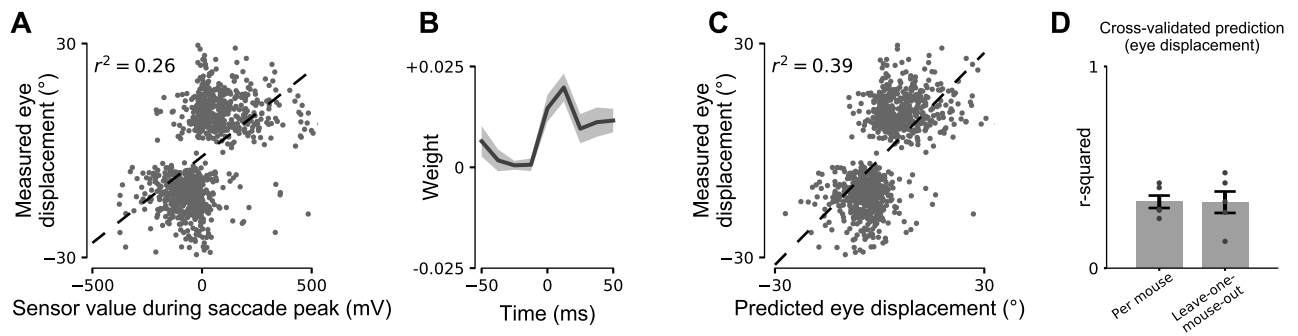 A
Measured eye
displacement (°)
30
−30
r² = 0.26
−500
0
500
Sensor value during saccade peak (mV)
B
Weight
+0.025
0
-0.025
−50
0
50
Time (ms)
C
Measured eye
displacement (°)
30
−30
r² = 0.39
−30
30
Predicted eye displacement (°)
D
Cross-validated prediction
(eye displacement)
r-squared
1
0
Per mouse
Leave-one-
mouse-out